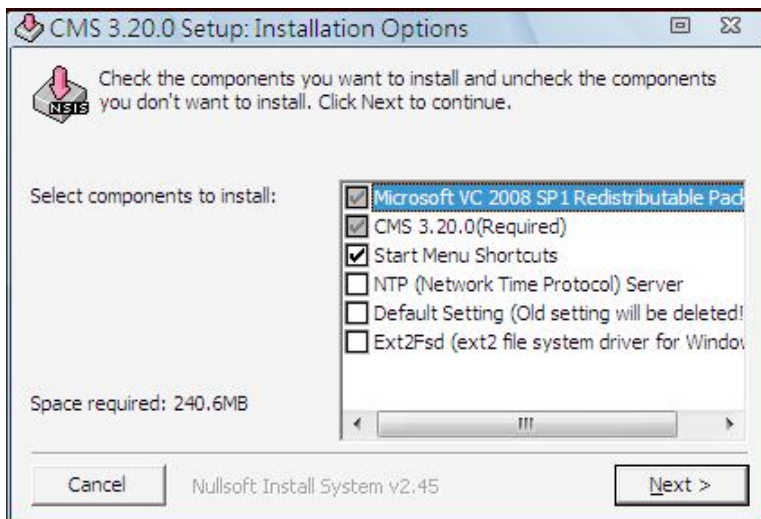 CMS 3.20.0 Setup: Installation Options
Check the components you want to install and uncheck the components
you don't want to install. Click Next to continue.
NSIS
Select components to install:
Microsoft VC 2008 SP1 Redistributable Pack
CMS 3.20.0(Required)
Start Menu Shortcuts
NTP (Network Time Protocol) Server
Default Setting (Old setting will be deleted!
Ext2Fsd (ext2 file system driver for Window
Space required: 240.6MB
Cancel
Nullsoft Install System v2.45
Next >